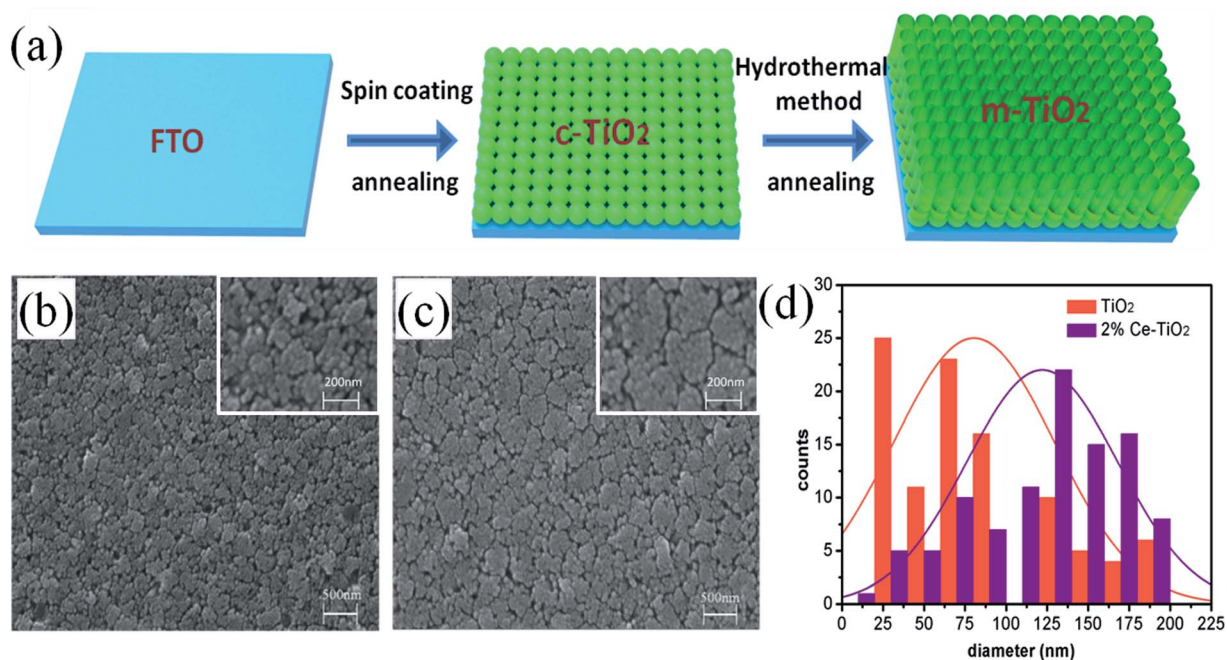 (a)
FTO
Spin coating
annealing
c-TiO₂
Hydrothermal
method
annealing
m-TiO₂
(b)
200nm
500nm
(c)
200nm
500nm
(d)
TiO₂
2% Ce-TiO₂
counts
30
25
20
15
10
5
0
0 25 50 75 100 125 150 175 200 225
diameter (nm)